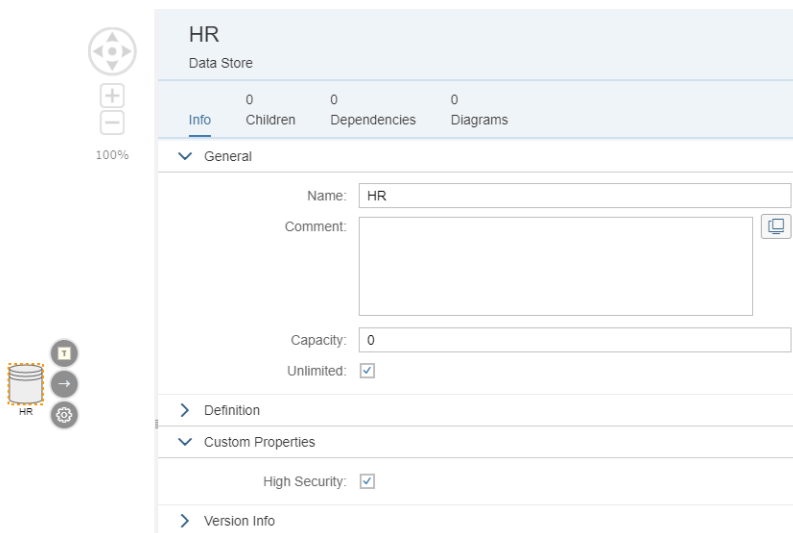 HR
Data Store
0 0 0
Info Children Dependencies Diagrams
100%
General
Name: HR
Comment:
Capacity: 0
Unlimited:
T
HR
Definition
Custom Properties
High Security:
Version Info